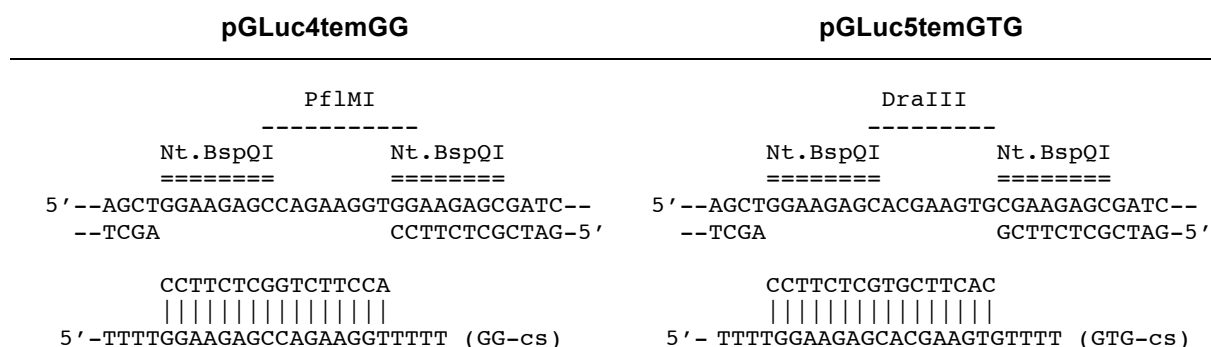 pGLuc4temGG pGLuc5temGTG
PflMI DraIII
-----------  ---------
Nt.BspQI Nt.BspQI Nt.BspQI Nt.BspQI
======== ======== ======== ========
5'--AGCTGGAAGAGCCAGAAGGTGGAAGAGCGATC-- 5'--AGCTGGAAGAGCACGAAGTGCGAAGAGCGATC--
--TCGA CCTTCTCGCTAG-5' --TCGA GCTTCTCGCTAG-5'
CCTTCTCGGTCTTCCA CCTTCTCGTGCTTCAC
|||||||||||||||| ||||||||||||||||
5'-TTTTGGAAGAGCCAGAAGGTTTTT (GG-cs) 5'- TTTTGGAAGAGCACGAAGTGTTTT (GTG-cs)